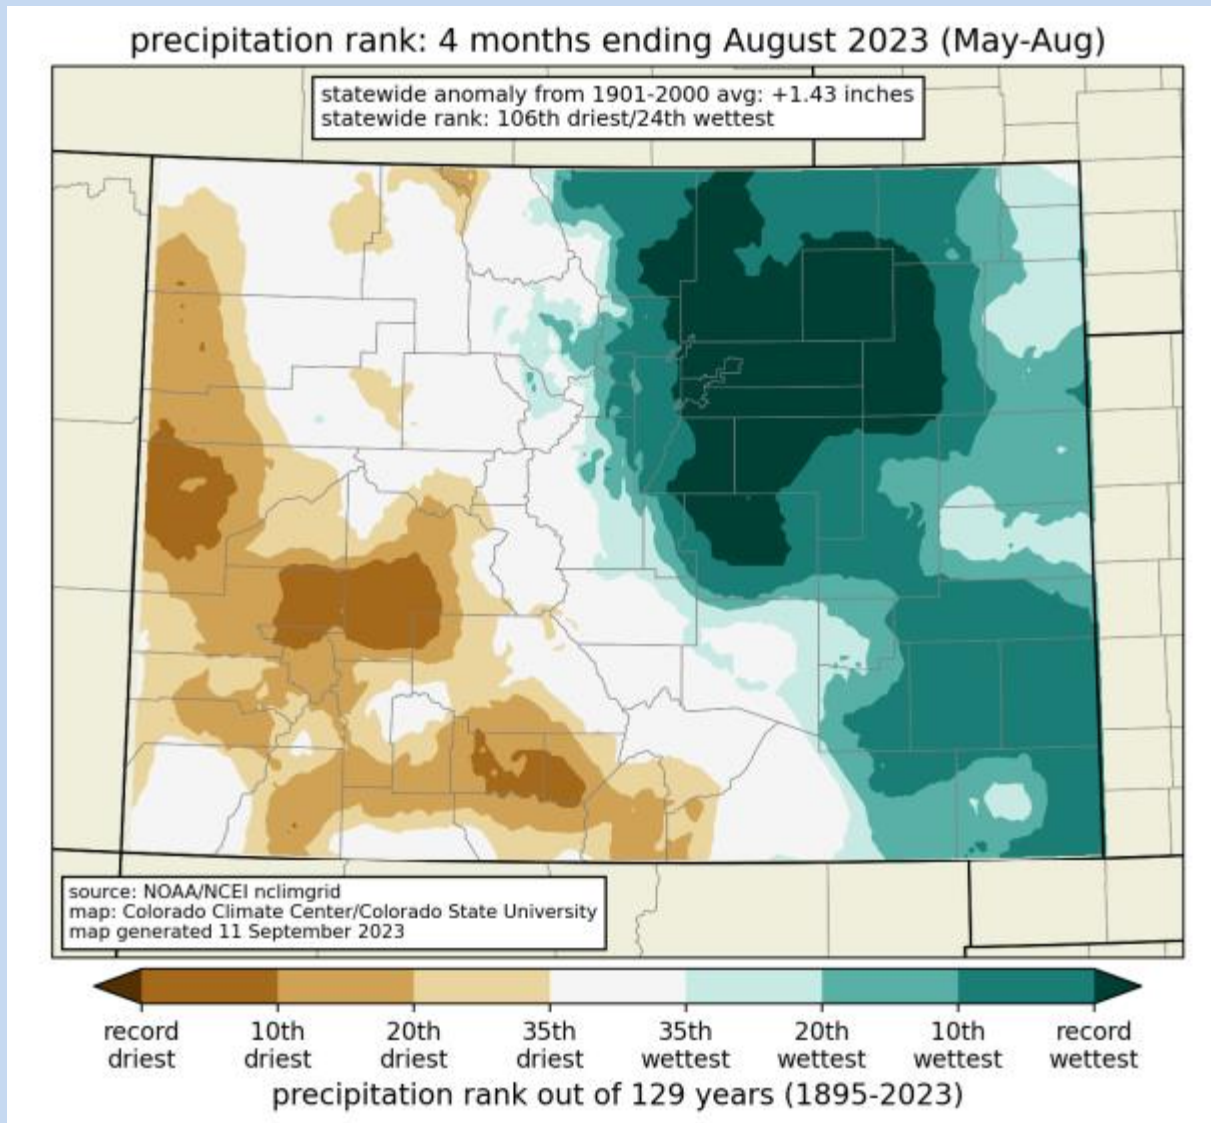 precipitation rank: 4 months ending August 2023 (May-Aug)
statewide anomaly from 1901-2000 avg: +1.43 inches
statewide rank: 106th driest/24th wettest
source: NOAA/NCEI nclimgrid
map: Colorado Climate Center/Colorado State University
map generated 11 September 2023
record driest
10th driest
20th driest
35th driest
35th wettest
20th wettest
10th wettest
record wettest
precipitation rank out of 129 years (1895-2023)